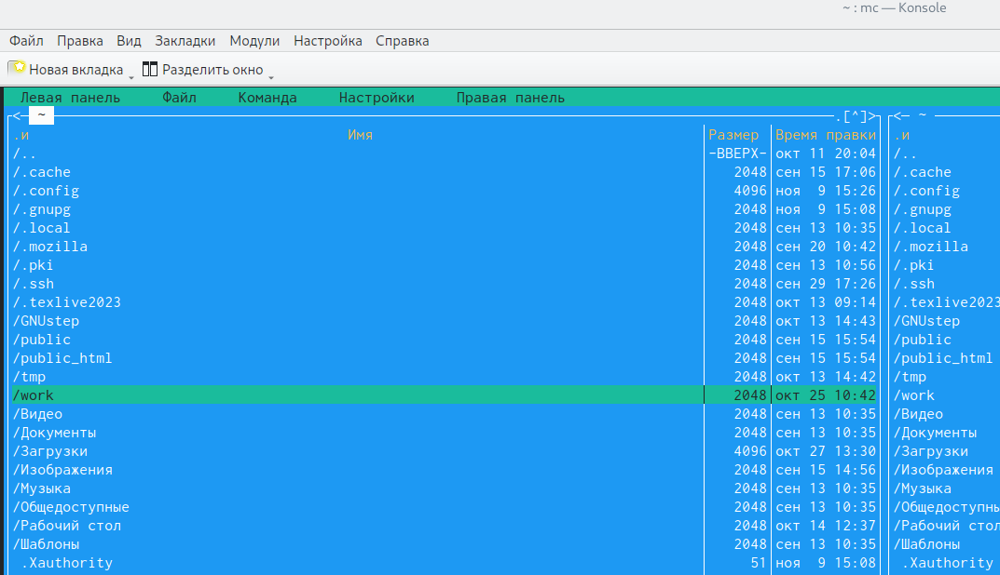 ~ : mc — Konsole
Файл Правка Вид Закладки Модули Настройка Справка
Новая вкладка Разделить окно
Левая панель Файл Команда Настройки Правая панель
<─ ~ .[^]> <─ ~
.и Имя Размер Время правки .и
/.. -ВВЕРХ- окт 11 20:04 /..
/.cache 2048 сен 15 17:06 /.cache
/.config 4096 ноя 9 15:26 /.config
/.gnupg 2048 ноя 9 15:08 /.gnupg
/.local 2048 сен 13 10:35 /.local
/.mozilla 2048 сен 20 10:42 /.mozilla
/.pki 2048 сен 13 10:56 /.pki
/.ssh 2048 сен 29 17:26 /.ssh
/.texlive2023 2048 окт 13 09:14 /.texlive2023
/GNUstep 2048 окт 13 14:43 /GNUstep
/public 2048 сен 15 15:54 /public
/public_html 2048 сен 15 15:54 /public_html
/tmp 2048 окт 13 14:42 /tmp
/work 2048 окт 25 10:42 /work
/Видео 2048 сен 13 10:35 /Видео
/Документы 2048 сен 13 10:35 /Документы
/Загрузки 4096 окт 27 13:30 /Загрузки
/Изображения 2048 сен 15 14:56 /Изображения
/Музыка 2048 сен 13 10:35 /Музыка
/Общедоступные 2048 сен 13 10:35 /Общедоступны
/Рабочий стол 2048 окт 14 12:37 /Рабочий стол
/Шаблоны 2048 сен 13 10:35 /Шаблоны
.Xauthority 51 ноя 9 15:08 .Xauthority